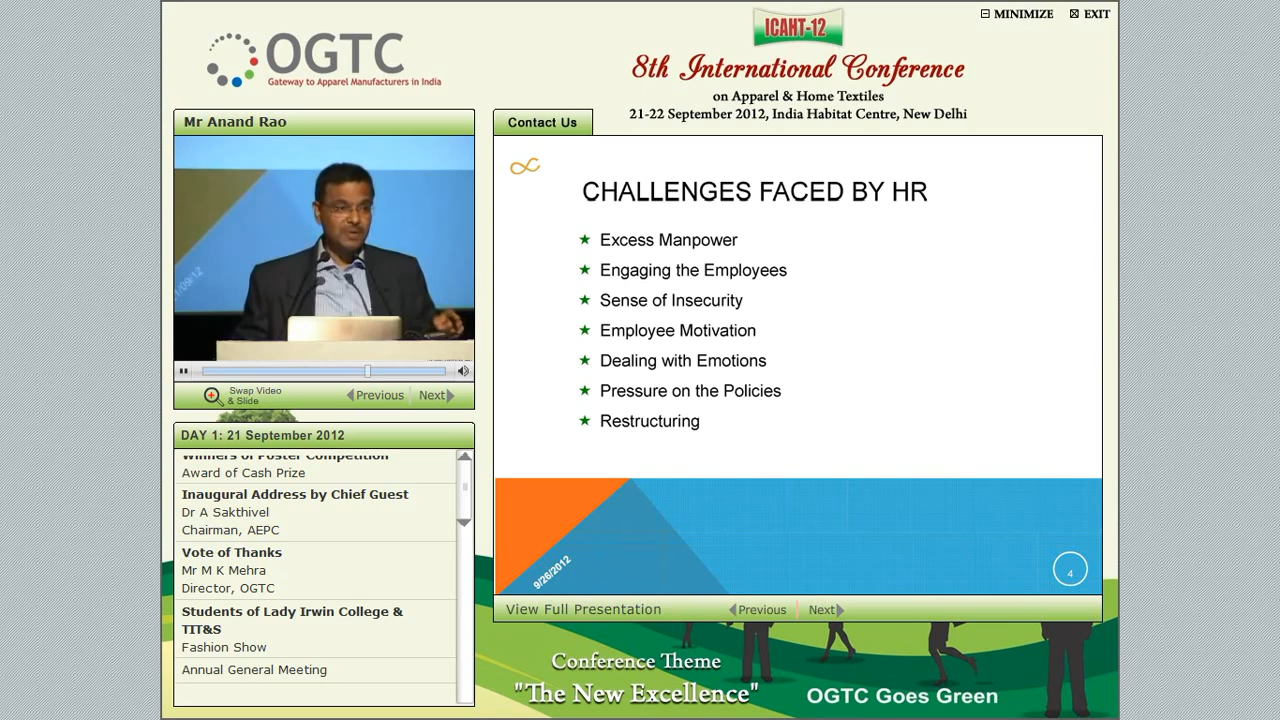 MINIMIZE
EXIT
ICAHT-12
OGTC
Gateway to Apparel Manufacturers in India
8th International Conference
on Apparel & Home Textiles
21-22 September 2012, India Habitat Centre, New Delhi
Mr Anand Rao
Contact Us
CHALLENGES FACED BY HR
Excess Manpower
Engaging the Employees
Sense of Insecurity
Employee Motivation
Dealing with Emotions
Pressure on the Policies
Restructuring
9/26/2012
4
Swap Video
& Slide
Previous
Next
DAY 1: 21 September 2012
Winners of Poster Competition
Award of Cash Prize
Inaugural Address by Chief Guest
Dr A Sakthivel
Chairman, AEPC
Vote of Thanks
Mr M K Mehra
Director, OGTC
Students of Lady Irwin College &
TIT&S
Fashion Show
Annual General Meeting
View Full Presentation
Previous
Next
Conference Theme
"The New Excellence"
OGTC Goes Green